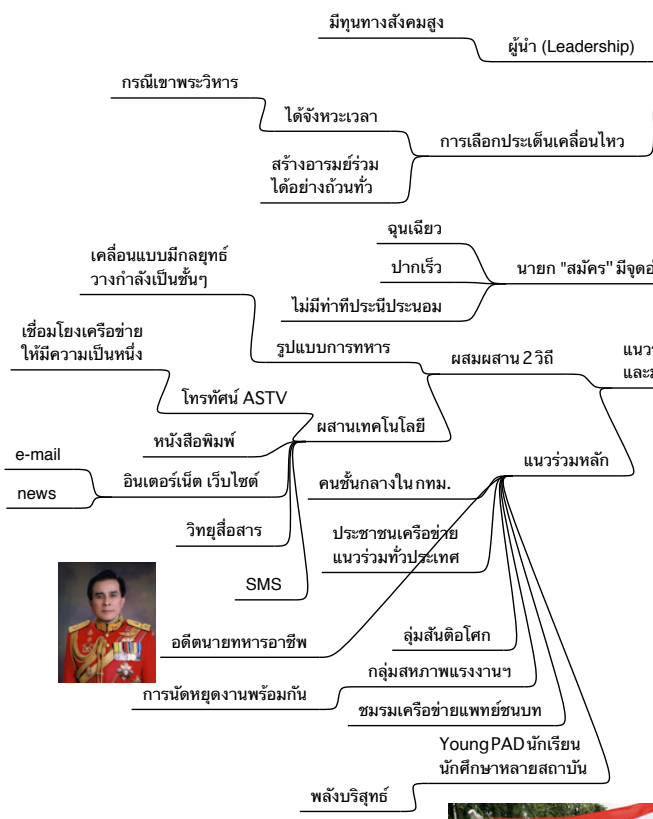 มีทุนทางสังคมสูง
ผู้นำ (Leadership)
กรณีเขาพระวิหาร
ได้จังหวะเวลา
การเลือกประเด็นเคลื่อนไหว
สร้างอารมย์ร่วม
ได้อย่างถ้วนทั่ว
ฉุนเฉียว
เคลื่อนแบบมีกลยุทธ์
วางกำลังเป็นชั้นๆ
ปากเร็ว
นายก "สมัคร" มีจุดอ่
ไม่มีท่าทีประนีประนอม
เชื่อมโยงเครือข่าย
ให้มีความเป็นหนึ่ง
รูปแบบการทหาร
ผสมผสาน 2 วิถี
แนว
และ
โทรทัศน์ ASTV
ผสานเทคโนโลยี
หนังสือพิมพ์
e-mail
news
อินเตอร์เน็ต เว็บไซต์
แนวร่วมหลัก
คนชั้นกลางใน กทม.
วิทยุสื่อสาร
ประชาชนเครือข่าย
แนวร่วมทั่วประเทศ
SMS
อดีตนายทหารอาชีพ
ลุ่มสันติอโศก
กลุ่มสหภาพแรงงานฯ
การนัดหยุดงานพร้อมกัน
ชมรมเครือข่ายแพทย์ชนบท
Young PAD นักเรียน
นักศึกษาหลายสถาบัน
พลังบริสุทธ์